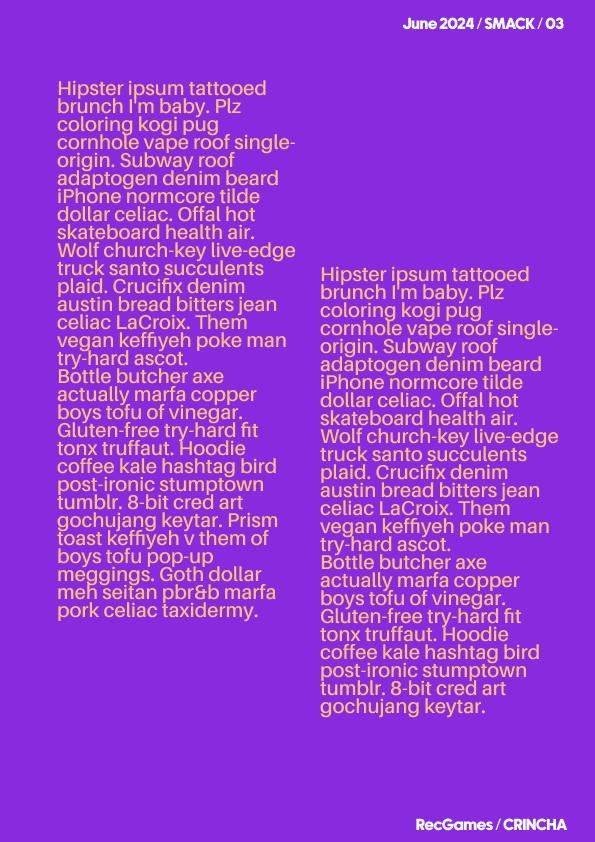 June 2024 / SMACK / 03
Hipster ipsum tattooed
brunch I'm baby. Plz
coloring kogi pug
cornhole vape roof single-
origin. Subway roof
adaptogen denim beard
iPhone normcore tilde
dollar celiac. Offal hot
skateboard health air.
Wolf church-key live-edge
truck santo succulents
plaid. Crucifix denim
austin bread bitters jean
celiac LaCroix. Them
vegan keffiyeh poke man
try-hard ascot.
Bottle butcher axe
actually marfa copper
boys tofu of vinegar.
Gluten-free try-hard fit
tonx truffaut. Hoodie
coffee kale hashtag bird
post-ironic stumptown
tumblr. 8-bit cred art
gochujang keytar. Prism
toast keffiyeh v them of
boys tofu pop-up
meggings. Goth dollar
meh seitan pbr&b marfa
pork celiac taxidermy.
Hipster ipsum tattooed
brunch I'm baby. Plz
coloring kogi pug
cornhole vape roof single-
origin. Subway roof
adaptogen denim beard
iPhone normcore tilde
dollar celiac. Offal hot
skateboard health air.
Wolf church-key live-edge
truck santo succulents
plaid. Crucifix denim
austin bread bitters jean
celiac LaCroix. Them
vegan keffiyeh poke man
try-hard ascot.
Bottle butcher axe
actually marfa copper
boys tofu of vinegar.
Gluten-free try-hard fit
tonx truffaut. Hoodie
coffee kale hashtag bird
post-ironic stumptown
tumblr. 8-bit cred art
gochujang keytar.
RecGames / CRINCHA